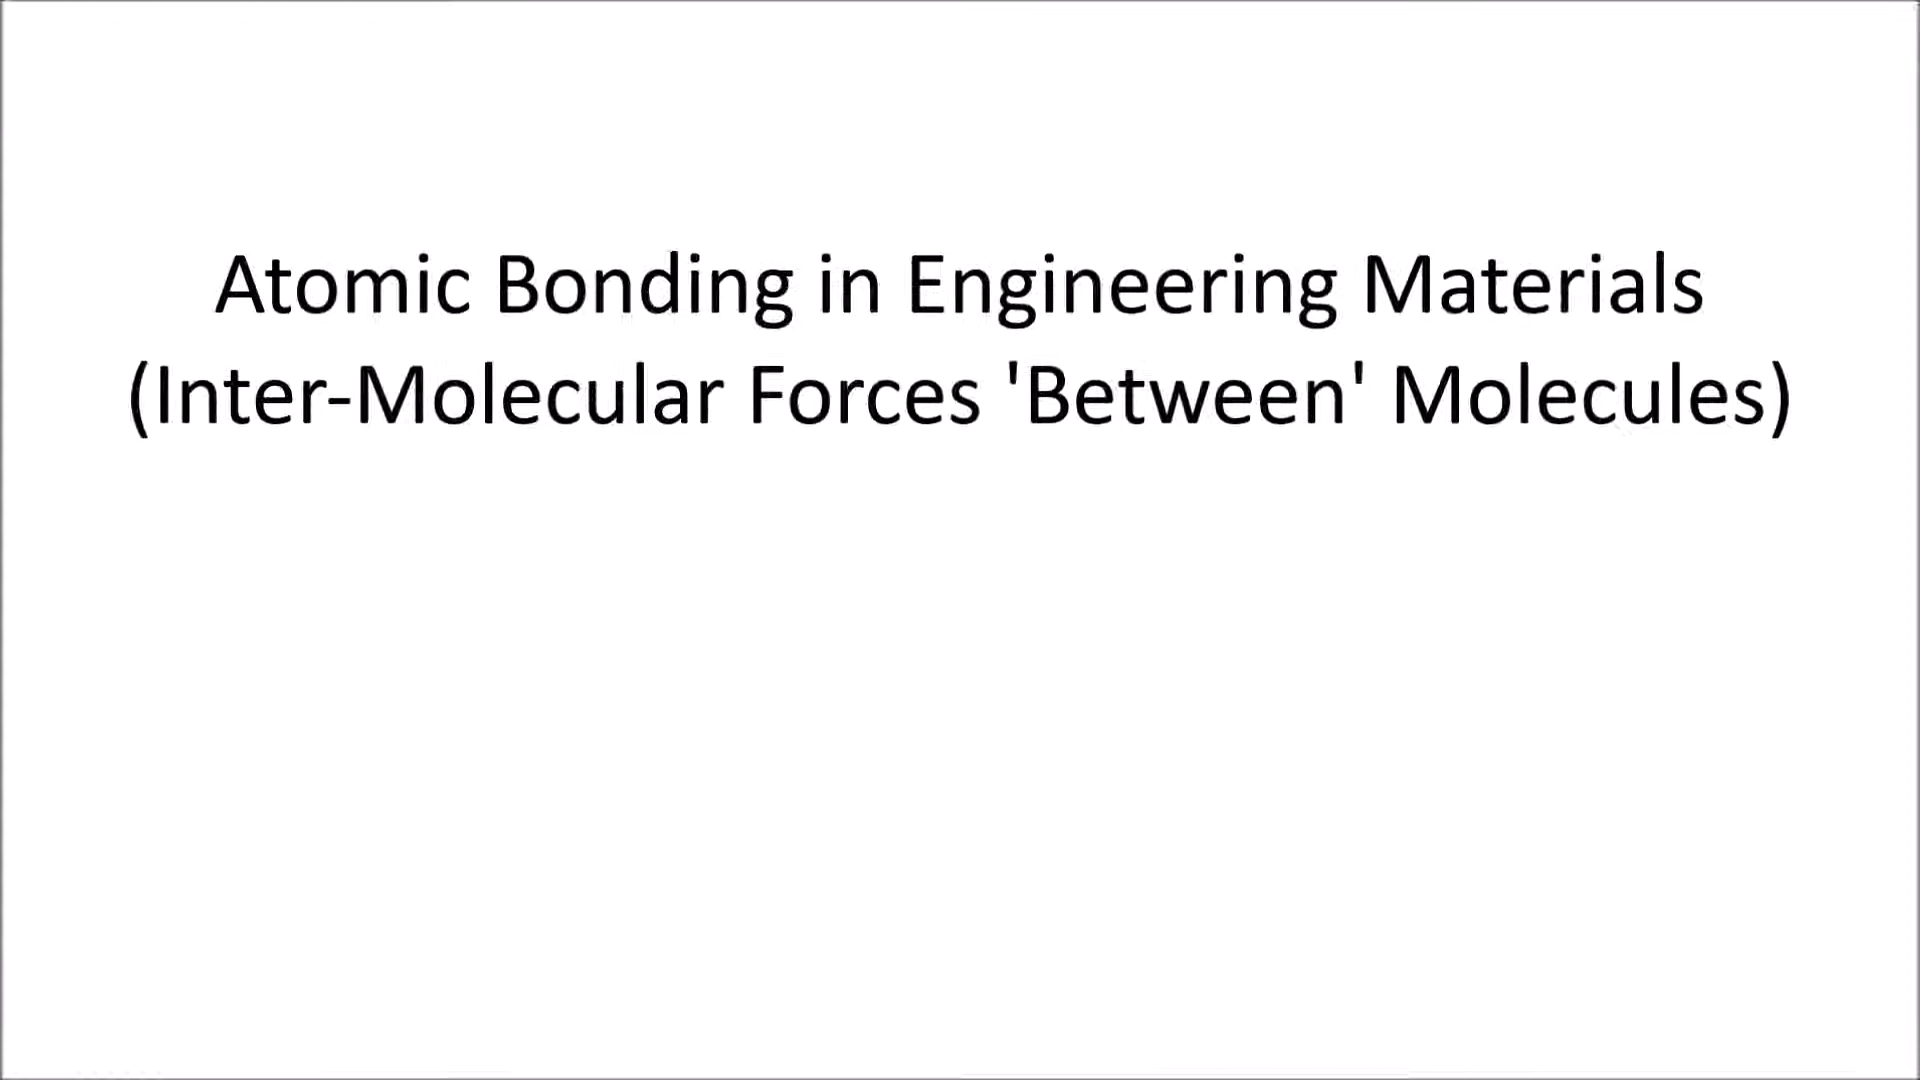 Atomic Bonding in Engineering Materials
(Inter-Molecular Forces 'Between' Molecules)